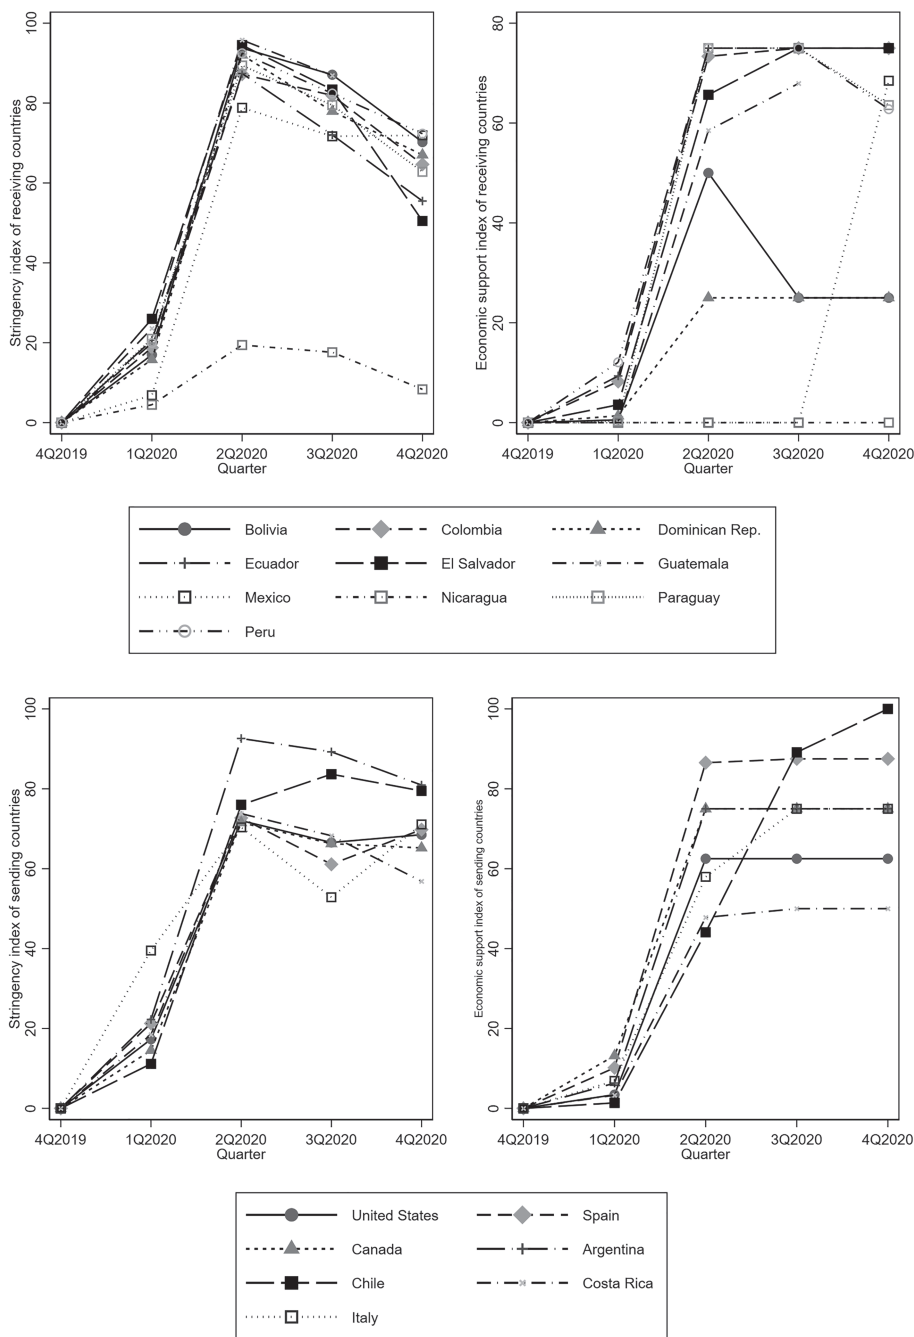 Stringency index of receiving countries
100
80
60
40
20
0
4Q2019 1Q2020 2Q2020 3Q2020 4Q2020
Quarter
Economic support index of receiving countries
80
60
40
20
0
4Q2019 1Q2020 2Q2020 3Q2020 4Q2020
Quarter
Bolivia Colombia Dominican Rep.
Ecuador El Salvador Guatemala
Mexico Nicaragua Paraguay
Peru
Stringency index of sending countries
100
80
60
40
20
0
4Q2019 1Q2020 2Q2020 3Q2020 4Q2020
Quarter
Economic support index of sending countries
100
80
60
40
20
0
4Q2019 1Q2020 2Q2020 3Q2020 4Q2020
Quarter
United States Spain
Canada Argentina
Chile Costa Rica
Italy